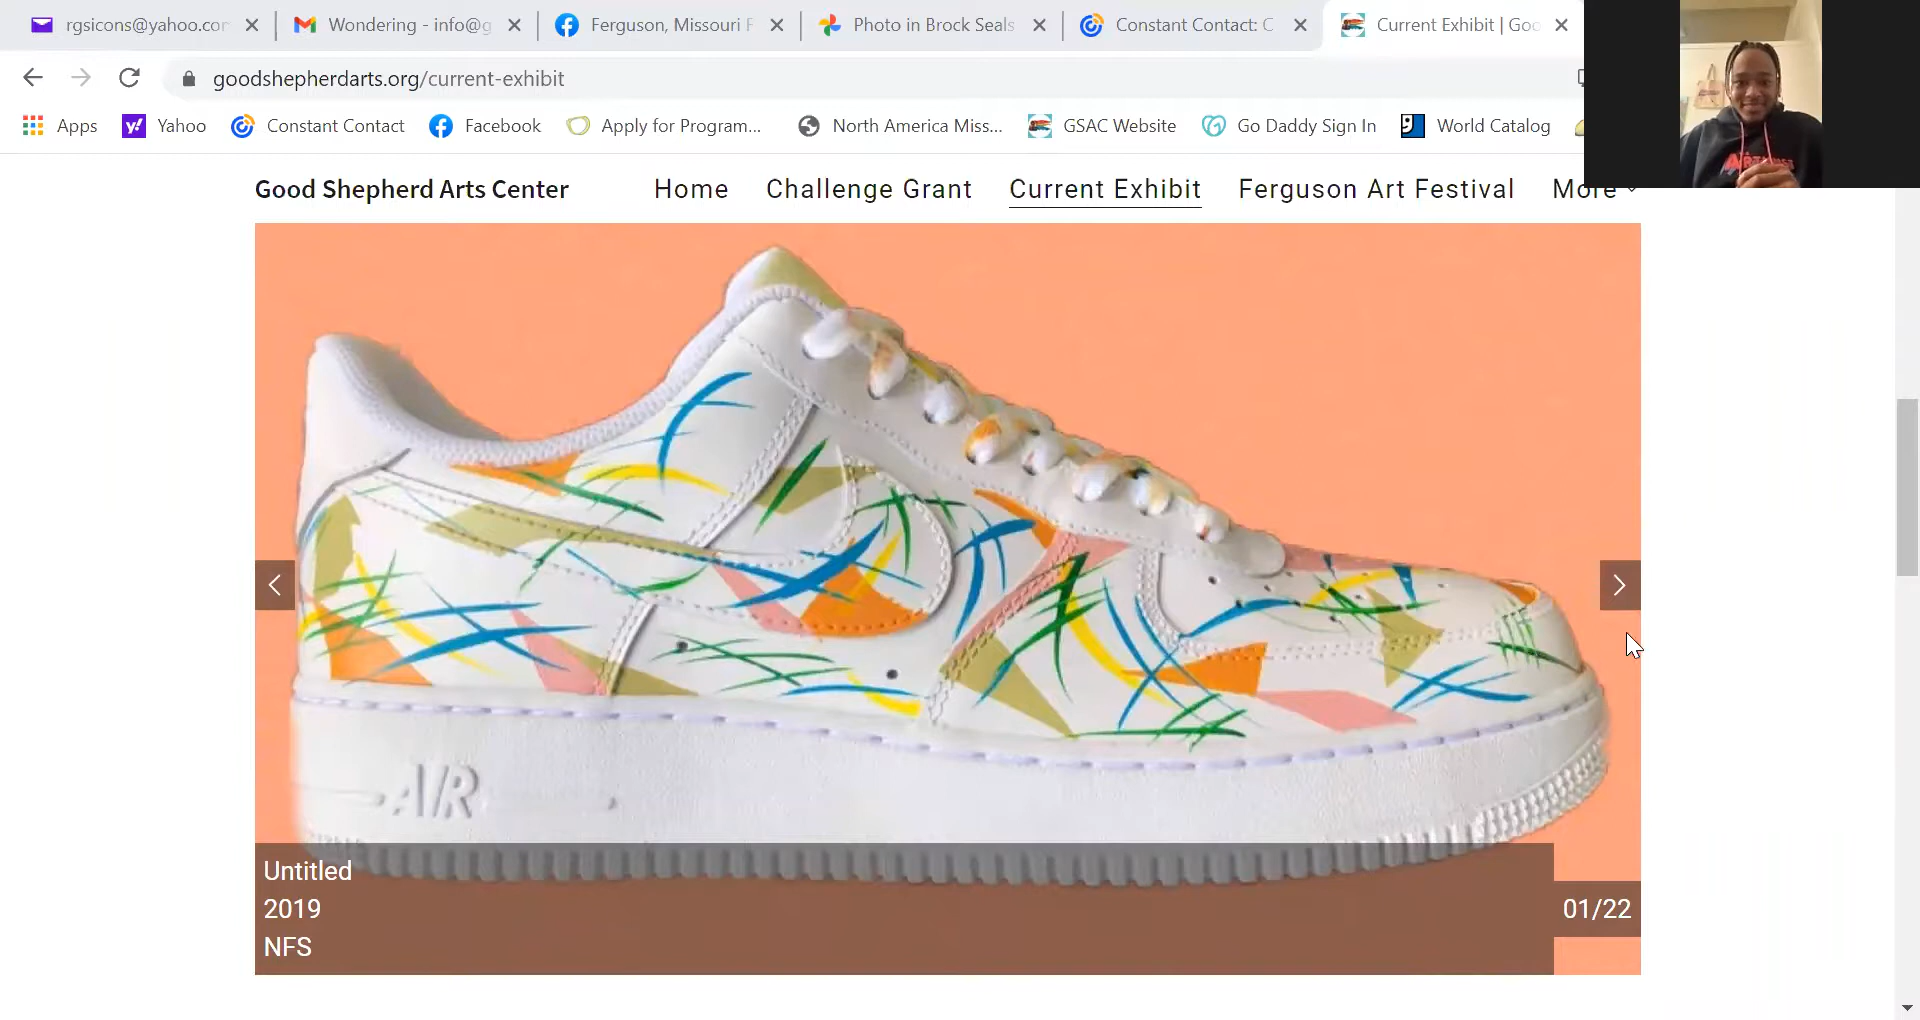 rgsicons@yahoo.co
Wondering - info@g
Ferguson, Missouri F
Photo in Brock Seals
Constant Contact: C
Current Exhibit | Goo
goodshepherdarts.org/current-exhibit
Apps
Yahoo
Constant Contact
Facebook
Apply for Program...
North America Miss...
GSAC Website
Go Daddy Sign In
World Catalog
Good Shepherd Arts Center
Home
Challenge Grant
Current Exhibit
Ferguson Art Festival
More
AIR
Untitled
2019
NFS
01/22